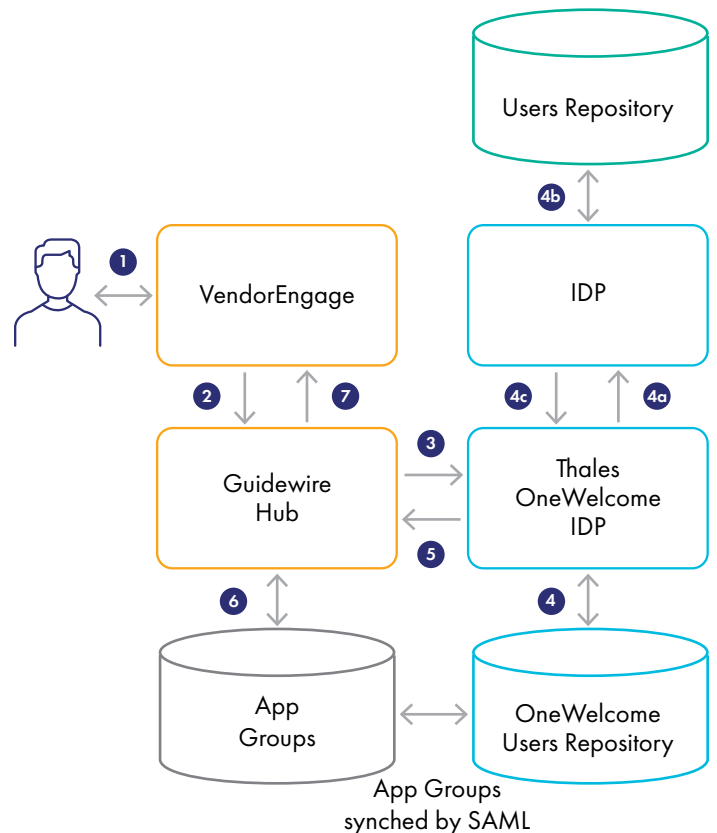 Users Repository
4b
1
VendorEngage
IDP
2
7
4c
4a
Guidewire
Hub
3
5
Thales
OneWelcome
IDP
6
4
App
Groups
OneWelcome
Users Repository
App Groups
synched by SAML